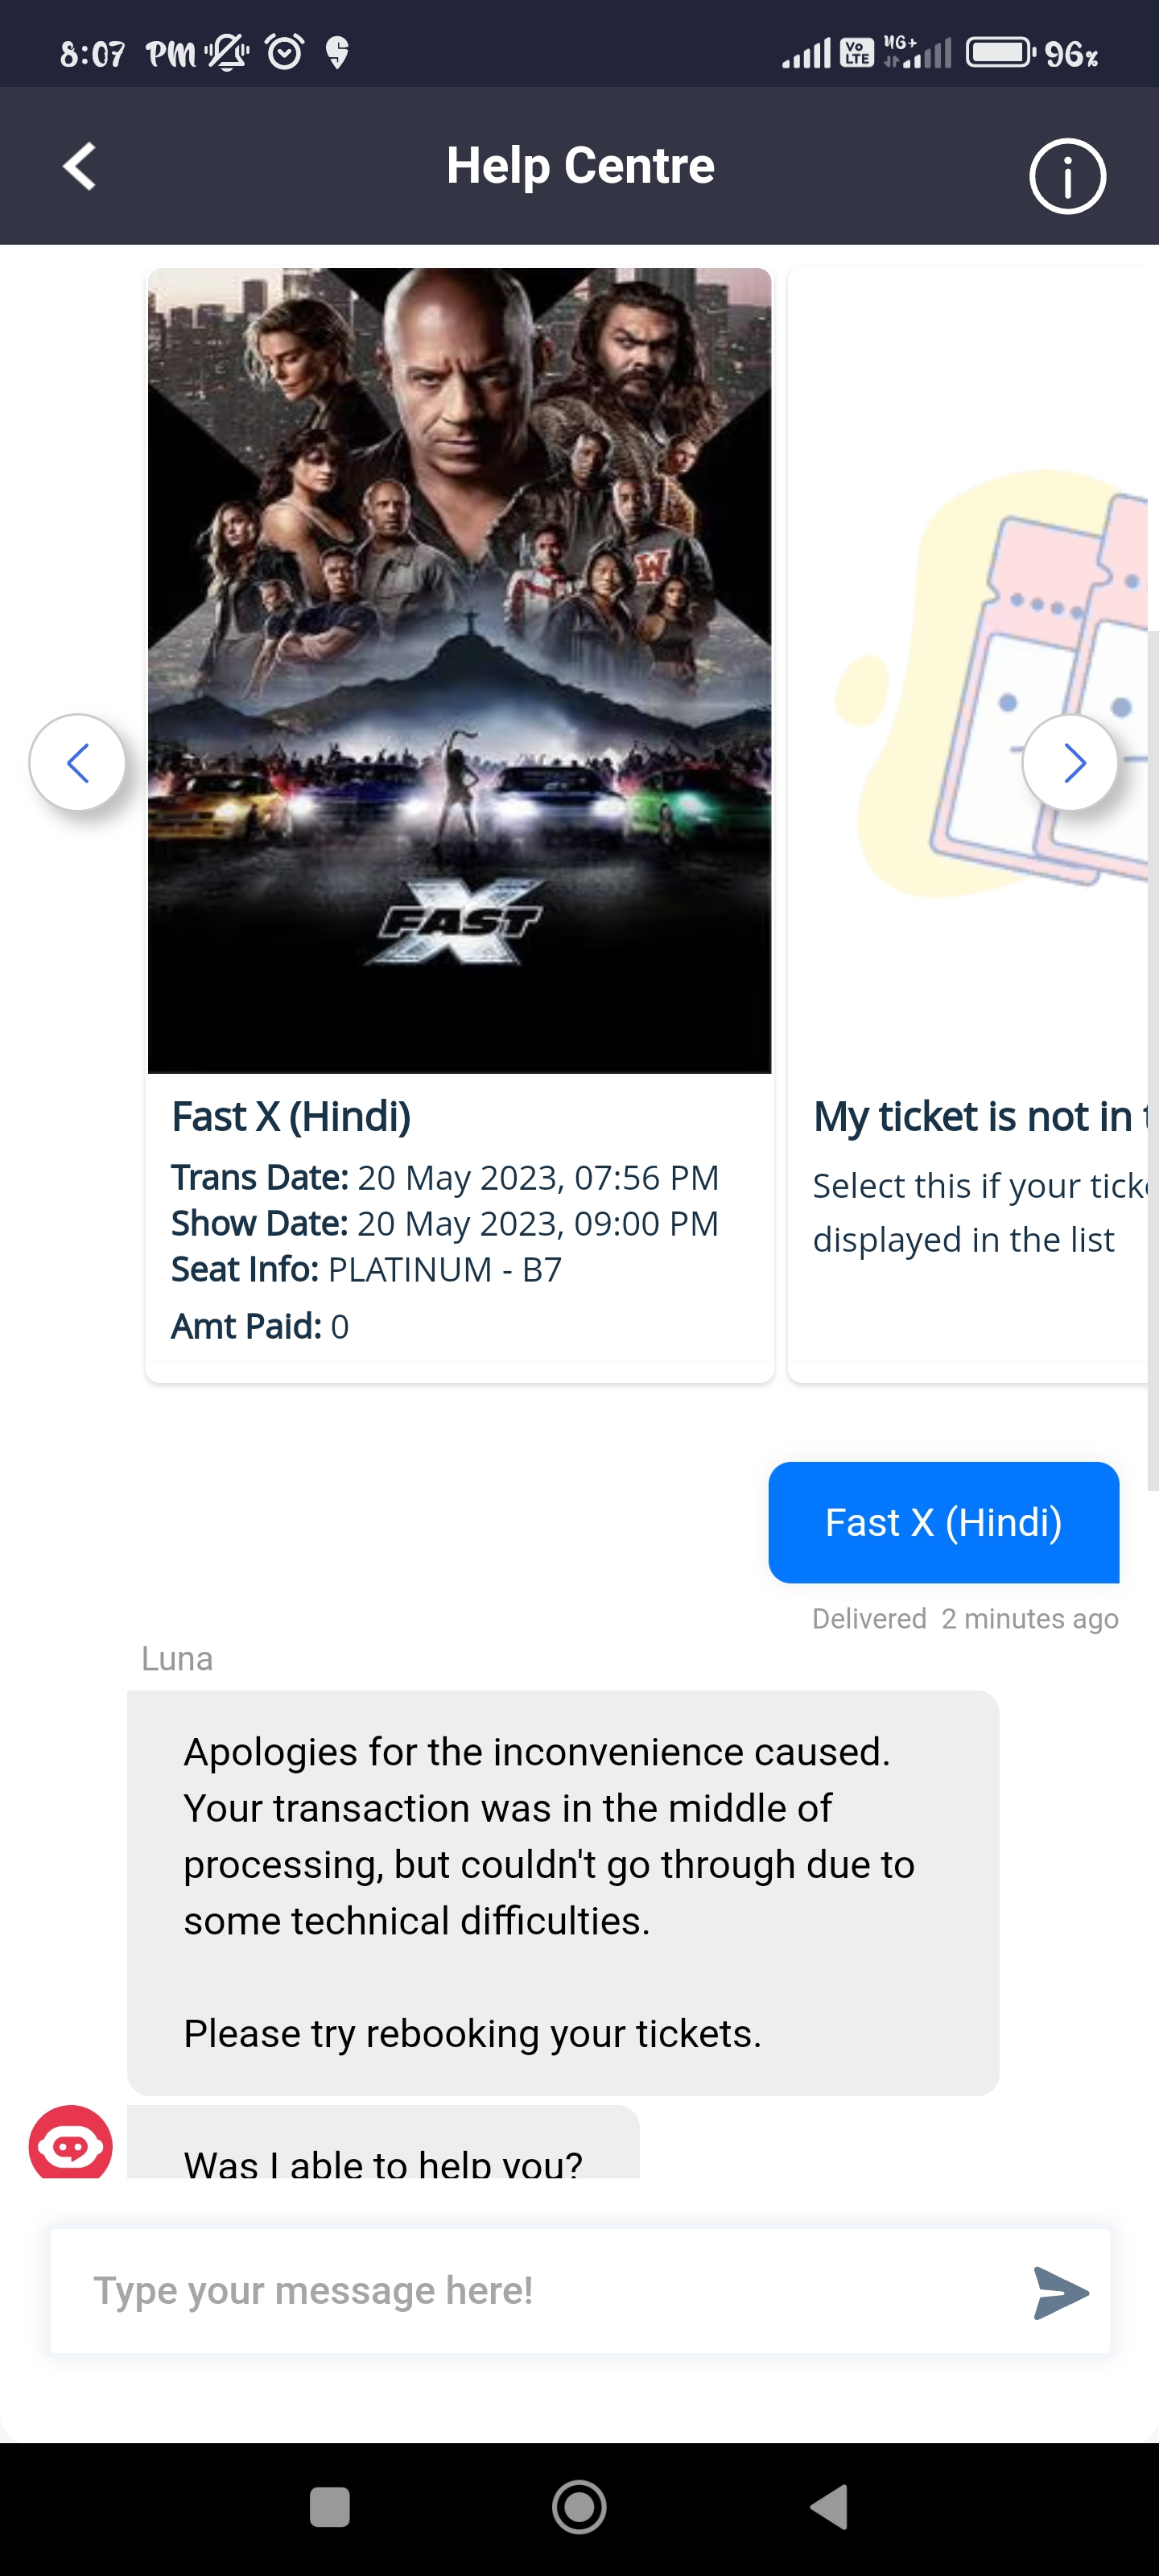 8:07 PM
Vo
LTE
4G+
96%
Help Centre
W
FAST
X
Fast X (Hindi)
Trans Date: 20 May 2023, 07:56 PM
Show Date: 20 May 2023, 09:00 PM
Seat Info: PLATINUM - B7
Amt Paid: 0
My ticket is not in
Select this if your
displayed in the list
Fast X (Hindi)
Delivered 2 minutes ago
Luna
Apologies for the inconvenience caused.
Your transaction was in the middle of
processing, but couldn't go through due to
some technical difficulties.
Please try rebooking your tickets.
Was I able to help you?
Type your message here!